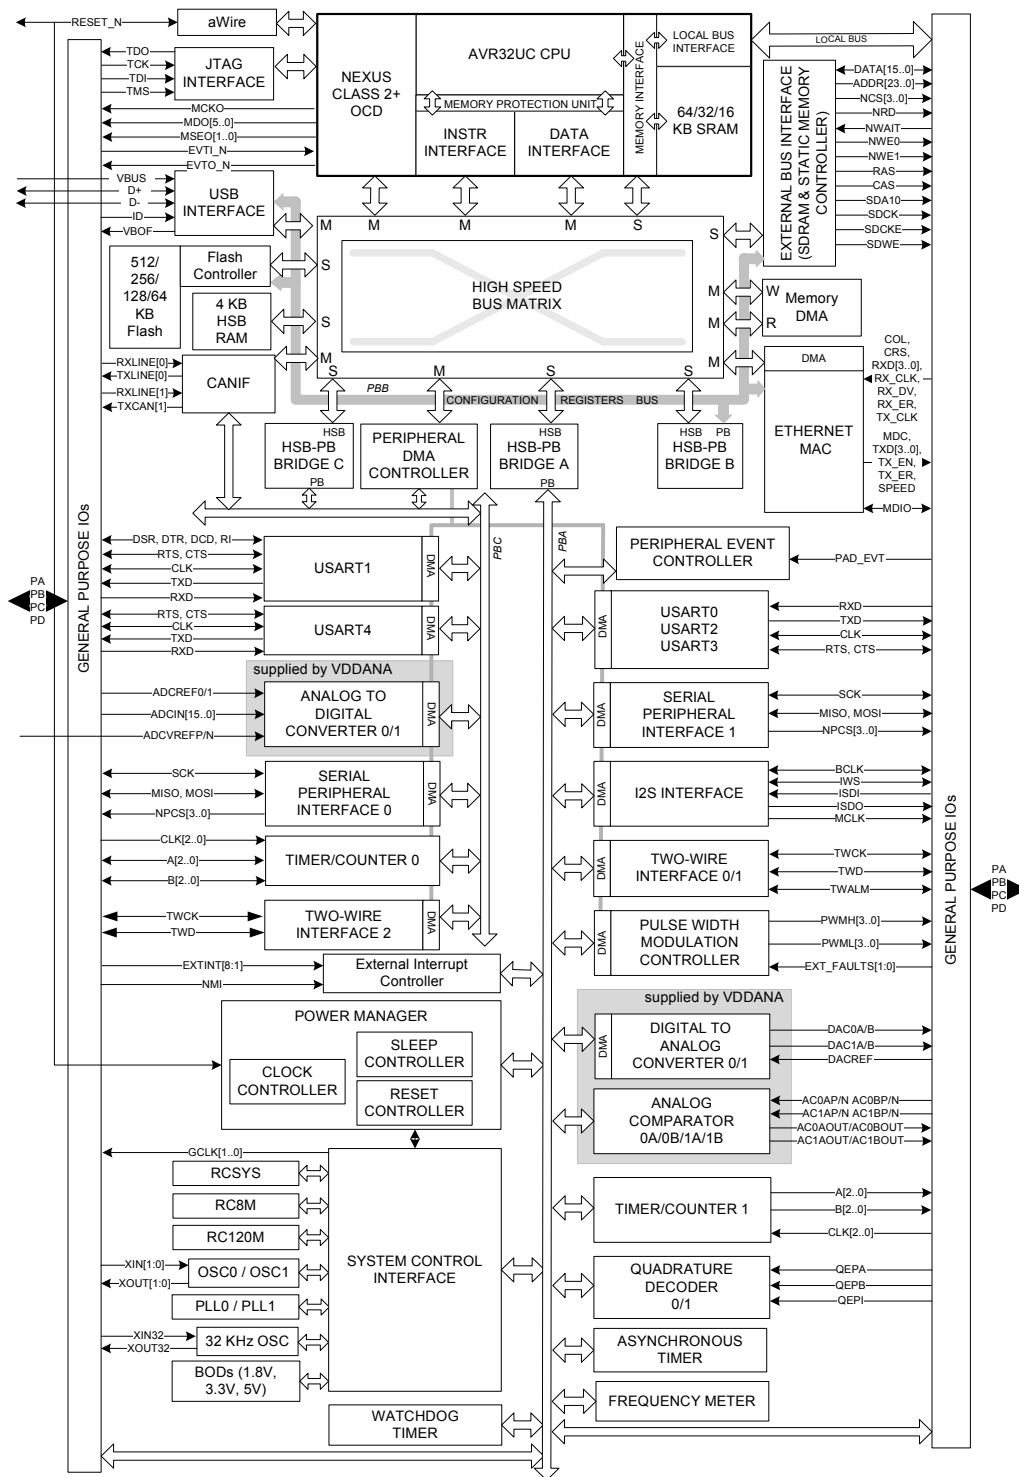 RESET_N
aWire
NEXUS
CLASS 2+
OCD
AVR32UC CPU
MEMORY PROTECTION UNIT
INSTR
INTERFACE
DATA
INTERFACE
MEMORY INTERFACE
LOCAL BUS
INTERFACE
64/32/16
KB SRAM
LOCAL BUS
TDO
TCK
TDI
TMS
JTAG
INTERFACE
MCKO
MDO[5..0]
MSEO[1..0]
EVTI_N
EVTO_N
VBUS
D+
D-
ID
VBOF
USB
INTERFACE
512/
256/
128/64
KB
Flash
Flash
Controller
4 KB
HSB
RAM
RXLINE[0]
TXLINE[0]
RXLINE[1]
TXCAN[1]
CANIF
M
M
M
M
S
S
S
M
M
M
M
S
M
S
S
HIGH SPEED
BUS MATRIX
EXTERNAL BUS INTERFACE
(SDRAM & STATIC MEMORY
CONTROLLER)
DATA[15..0]
ADDR[23..0]
NCS[3..0]
NRD
NWAIT
NWE0
NWE1
RAS
CAS
SDA10
SDCK
SDCKE
SDWE
W
R
Memory
DMA
DMA
ETHERNET
MAC
COL,
CRS,
RXD[3..0],
RX_CLK,
RX_DV,
RX_ER,
TX_CLK
MDC,
TXD[3..0],
TX_EN,
TX_ER,
SPEED
MDIO
PBB
CONFIGURATION REGISTERS BUS
HSB
HSB-PB
BRIDGE C
PB
PERIPHERAL
DMA
CONTROLLER
HSB
HSB-PB
BRIDGE A
PB
HSB PB
HSB-PB
BRIDGE B
GENERAL PURPOSE IOs
PA
PB
PC
PD
PBC
PBA
DSR, DTR, DCD, RI
RTS, CTS
CLK
TXD
RXD
USART1
DMA
RTS, CTS
CLK
TXD
RXD
USART4
DMA
supplied by VDDANA
ADCREF0/1
ADCIN[15..0]
ADCVREFP/N
ANALOG TO
DIGITAL
CONVERTER 0/1
DMA
SCK
MISO, MOSI
NPCS[3..0]
SERIAL
PERIPHERAL
INTERFACE 0
DMA
CLK[2..0]
A[2..0]
B[2..0]
TIMER/COUNTER 0
TWCK
TWD
TWO-WIRE
INTERFACE 2
DMA
EXTINT[8:1]
NMI
External Interrupt
Controller
POWER MANAGER
CLOCK
CONTROLLER
SLEEP
CONTROLLER
RESET
CONTROLLER
GCLK[1..0]
RCSYS
RC8M
RC120M
XIN[1:0]
XOUT[1:0]
OSC0 / OSC1
PLL0 / PLL1
XIN32
XOUT32
32 KHz OSC
BODs (1.8V,
3.3V, 5V)
SYSTEM CONTROL
INTERFACE
WATCHDOG
TIMER
PERIPHERAL EVENT
CONTROLLER
PAD_EVT
DMA
USART0
USART2
USART3
RXD
TXD
CLK
RTS, CTS
DMA
SERIAL
PERIPHERAL
INTERFACE 1
SCK
MISO, MOSI
NPCS[3..0]
DMA
I2S INTERFACE
BCLK
IWS
ISDI
ISDO
MCLK
DMA
TWO-WIRE
INTERFACE 0/1
TWCK
TWD
TWALM
DMA
PULSE WIDTH
MODULATION
CONTROLLER
PWMH[3..0]
PWML[3..0]
EXT_FAULTS[1:0]
supplied by VDDANA
DMA
DIGITAL TO
ANALOG
CONVERTER 0/1
DAC0A/B
DAC1A/B
DACREF
ANALOG
COMPARATOR
0A/0B/1A/1B
AC0AP/N AC0BP/N
AC1AP/N AC1BP/N
AC0AOUT/AC0BOUT
AC1AOUT/AC1BOUT
TIMER/COUNTER 1
A[2..0]
B[2..0]
CLK[2..0]
QUADRATURE
DECODER
0/1
QEPA
QEPB
QEPI
ASYNCHRONOUS
TIMER
FREQUENCY METER
GENERAL PURPOSE IOs
PA
PB
PC
PD